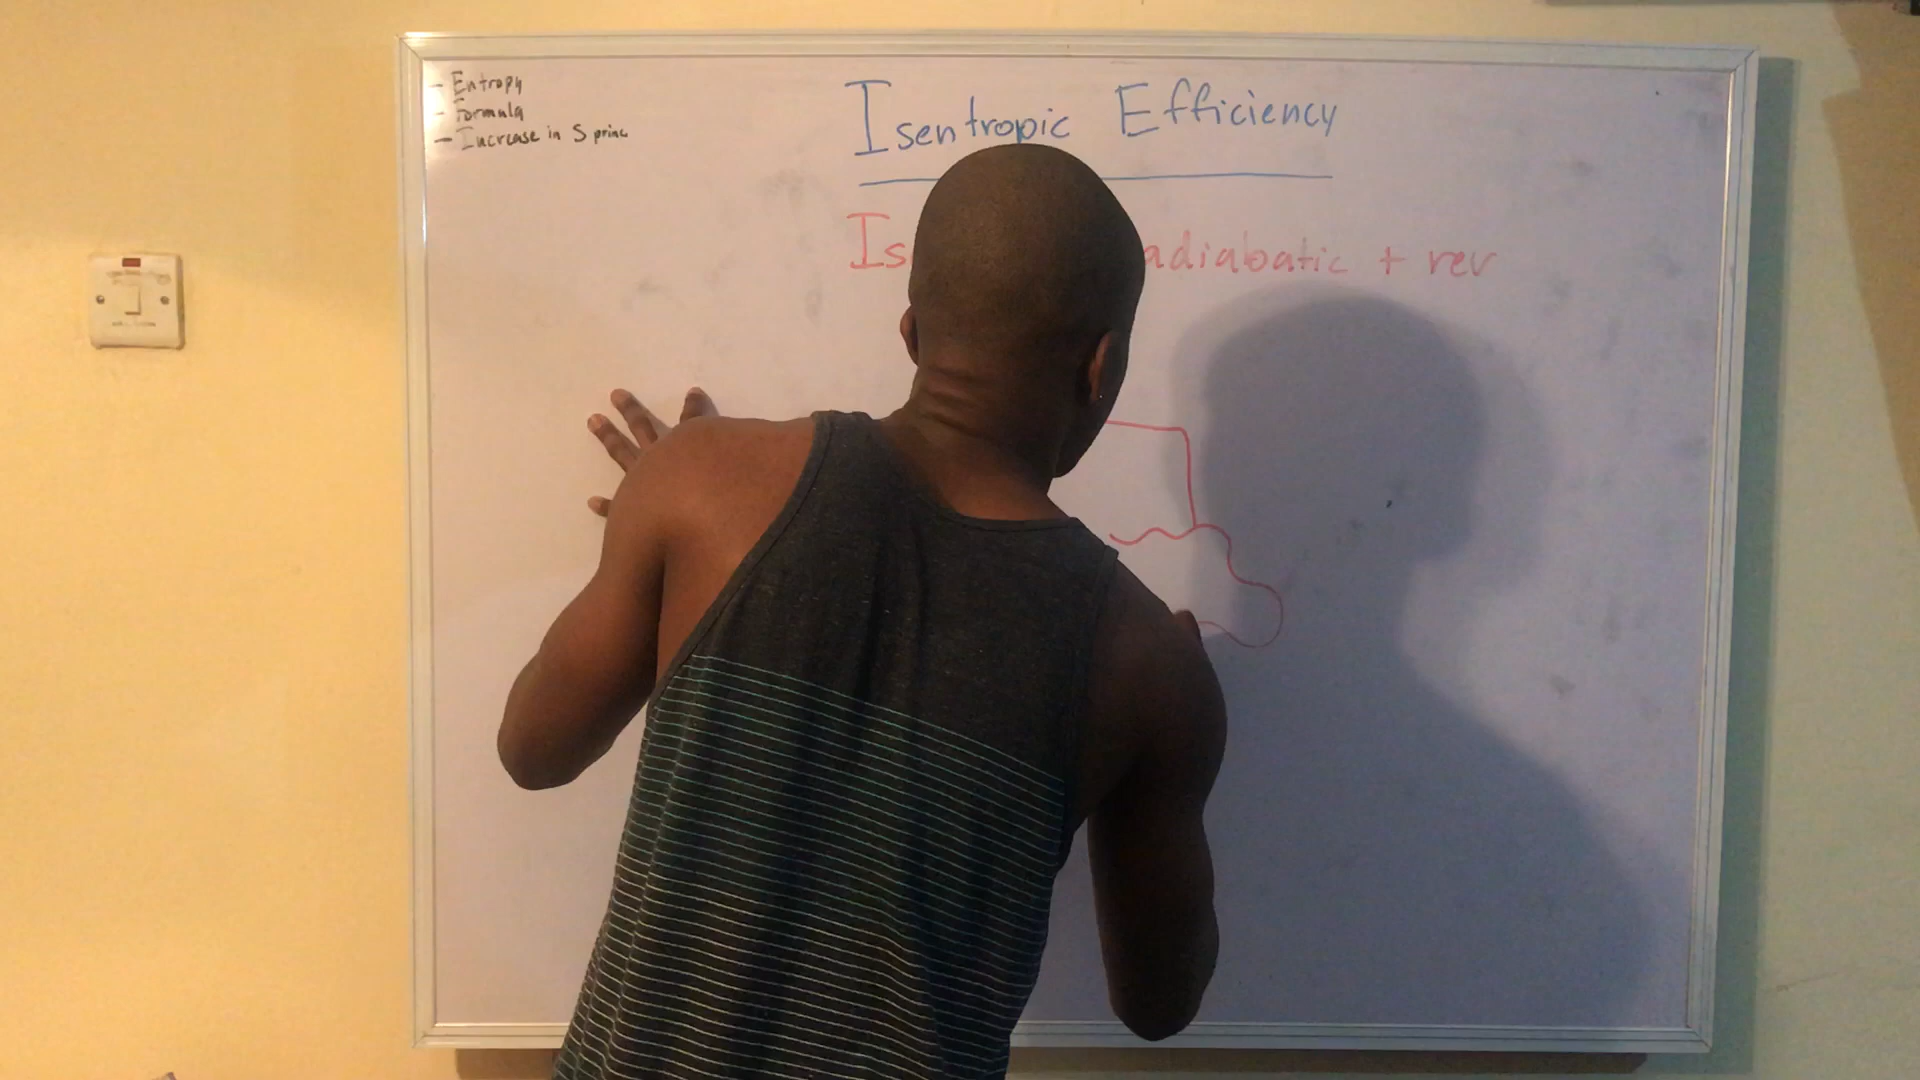 - Entropy
- Formula
- Increase in S princ
Isentropic Efficiency
Is adiabatic + rev